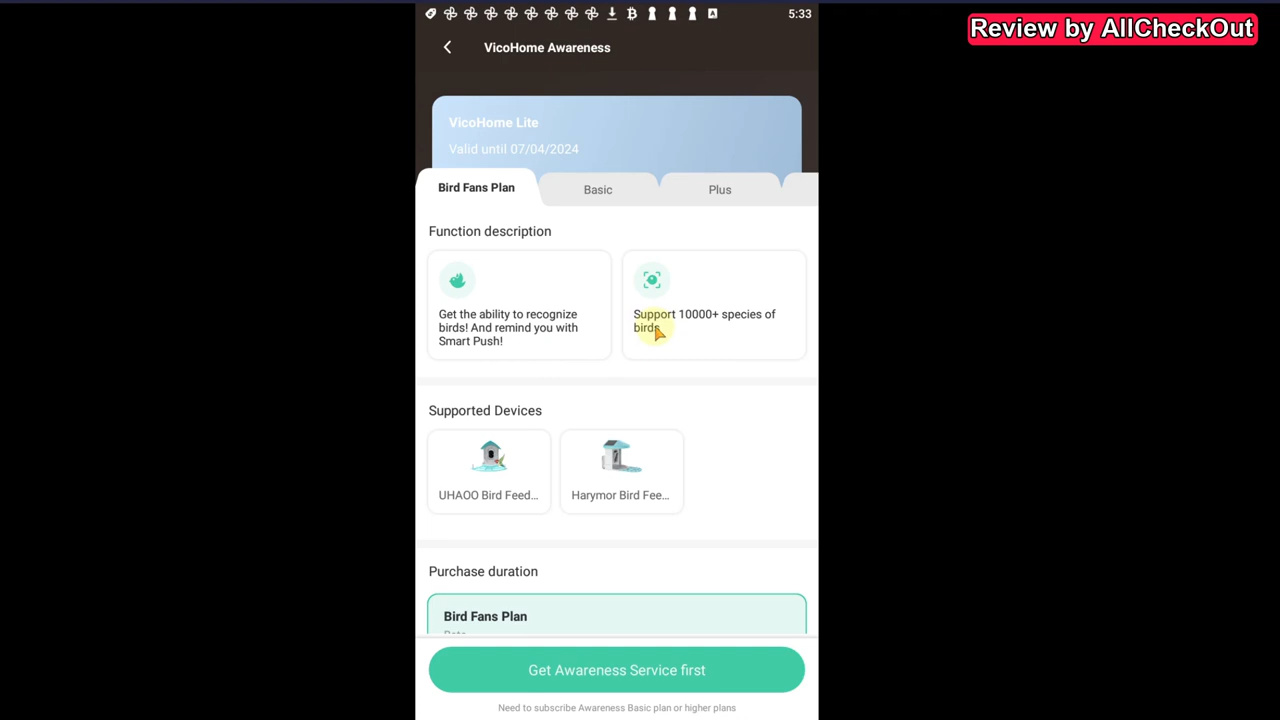 5:33
Review by AllCheckOut
VicoHome Awareness
VicoHome Lite
Valid until 07/04/2024
Bird Fans Plan
Basic
Plus
Function description
Get the ability to recognize
birds! And remind you with
Smart Push!
Support 10000+ species of
birds
Supported Devices
UHAOO Bird Feed...
Harymor Bird Fee...
Purchase duration
Bird Fans Plan
Get Awareness Service first
Need to subscribe Awareness Basic plan or higher plans